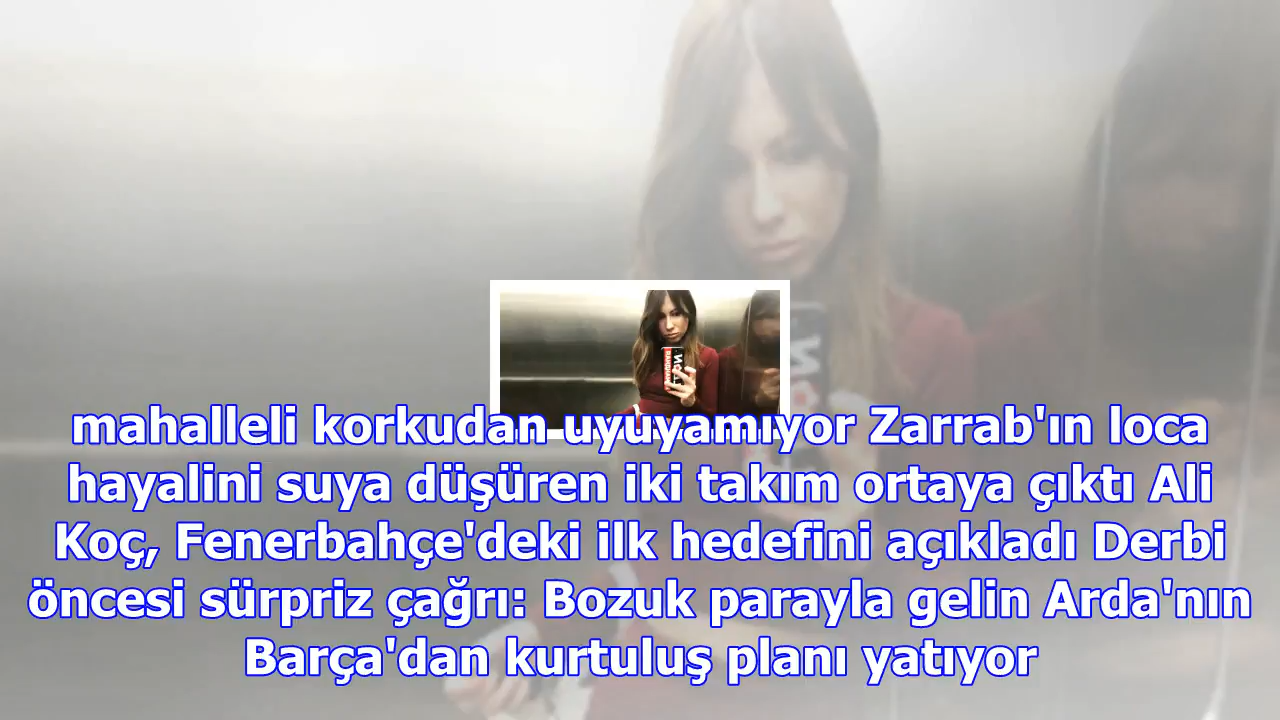 mahalleli korkudan uyuyamıyor Zarrab'ın loca
hayalini suya düşüren iki takım ortaya çıktı Ali
Koç, Fenerbahçe'deki ilk hedefini açıkladı Derbi
öncesi sürpriz çağrı: Bozuk parayla gelin Arda'nın
Barça'dan kurtuluş planı yatıyor